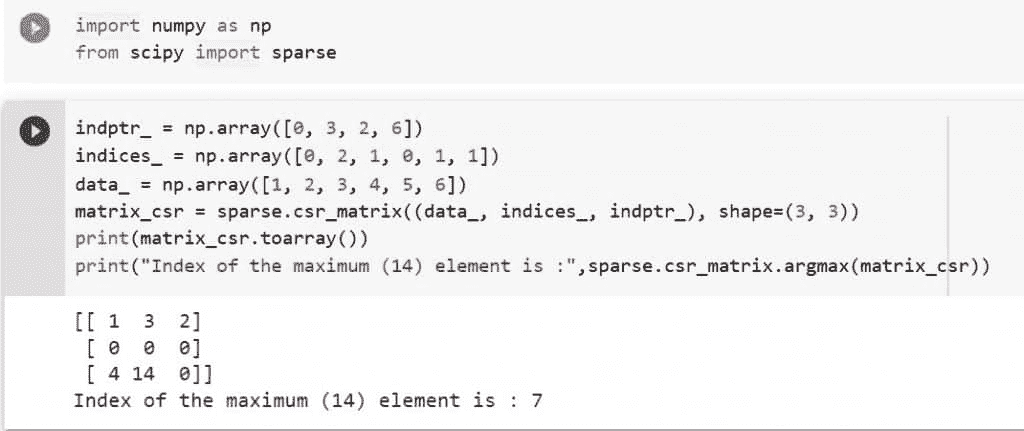 import numpy as np
from scipy import sparse
indptr_ = np.array([0, 3, 2, 6])
indices_ = np.array([0, 2, 1, 0, 1, 1])
data_ = np.array([1, 2, 3, 4, 5, 6])
matrix_csr = sparse.csr_matrix((data_, indices_, indptr_), shape=(3, 3))
print(matrix_csr.toarray())
print("Index of the maximum (14) element is :",sparse.csr_matrix.argmax(matrix_csr))
[[ 1  3  2]
 [ 0  0  0]
 [ 4 14  0]]
Index of the maximum (14) element is : 7